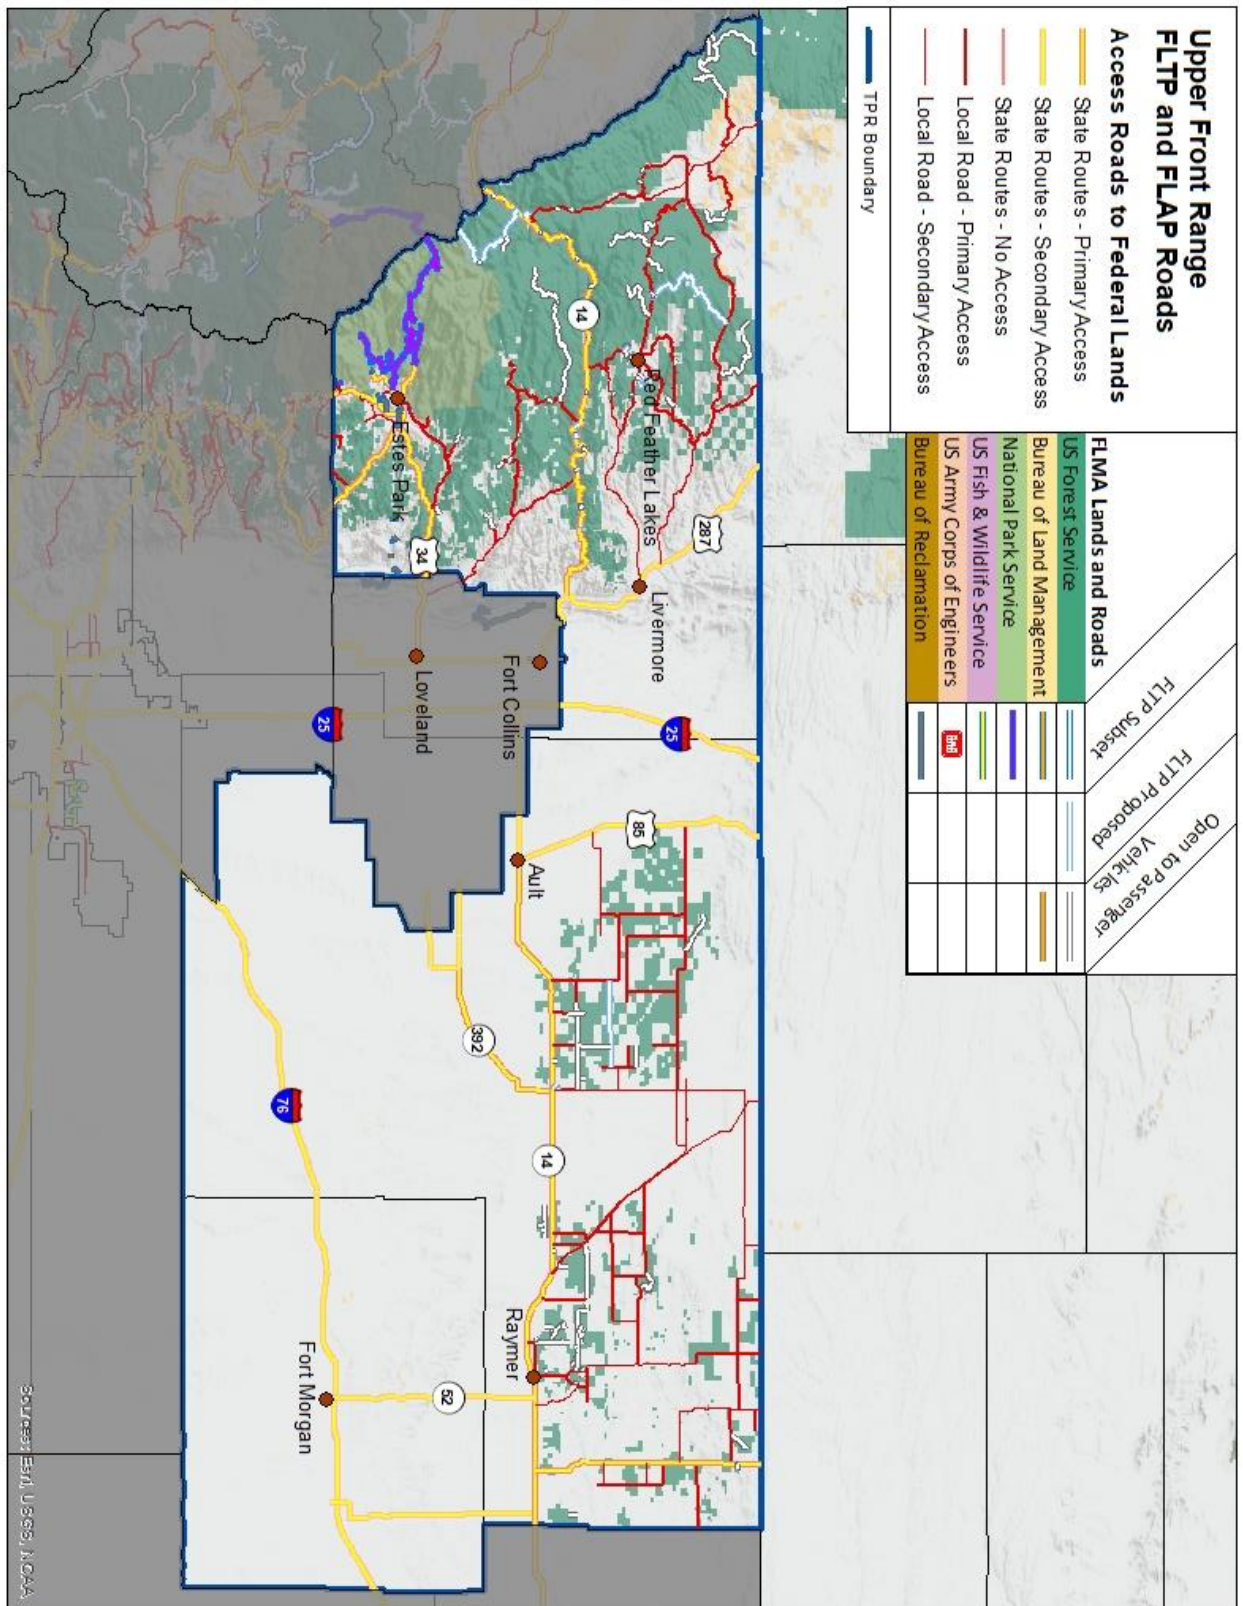 Upper Front Range
FLTP and FLAP Roads
Access Roads to Federal Lands
State Routes - Primary Access
State Routes - Secondary Access
State Routes - No Access
Local Road - Primary Access
Local Road - Secondary Access
TPR Boundary
FLTP Subset
FLTP Proposed
Open to Passenger
Vehicles
FLMA Lands and Roads
US Forest Service
Bureau of Land Management
National Park Service
US Fish & Wildlife Service
US Army Corps of Engineers
Bureau of Reclamation
287
Livermore
Red Feather Lakes
14
Estes Park
34
Fort Collins
Loveland
25
25
85
Ault
392
14
76
Raymer
52
Fort Morgan
Sources: Esri, USGS, NOAA